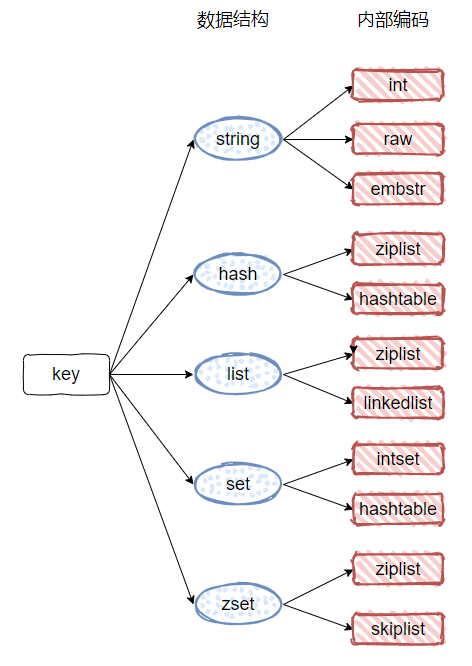 数据结构
内部编码
int
string
raw
embstr
ziplist
hash
hashtable
ziplist
key
list
linkedlist
intset
set
hashtable
ziplist
zset
skiplist